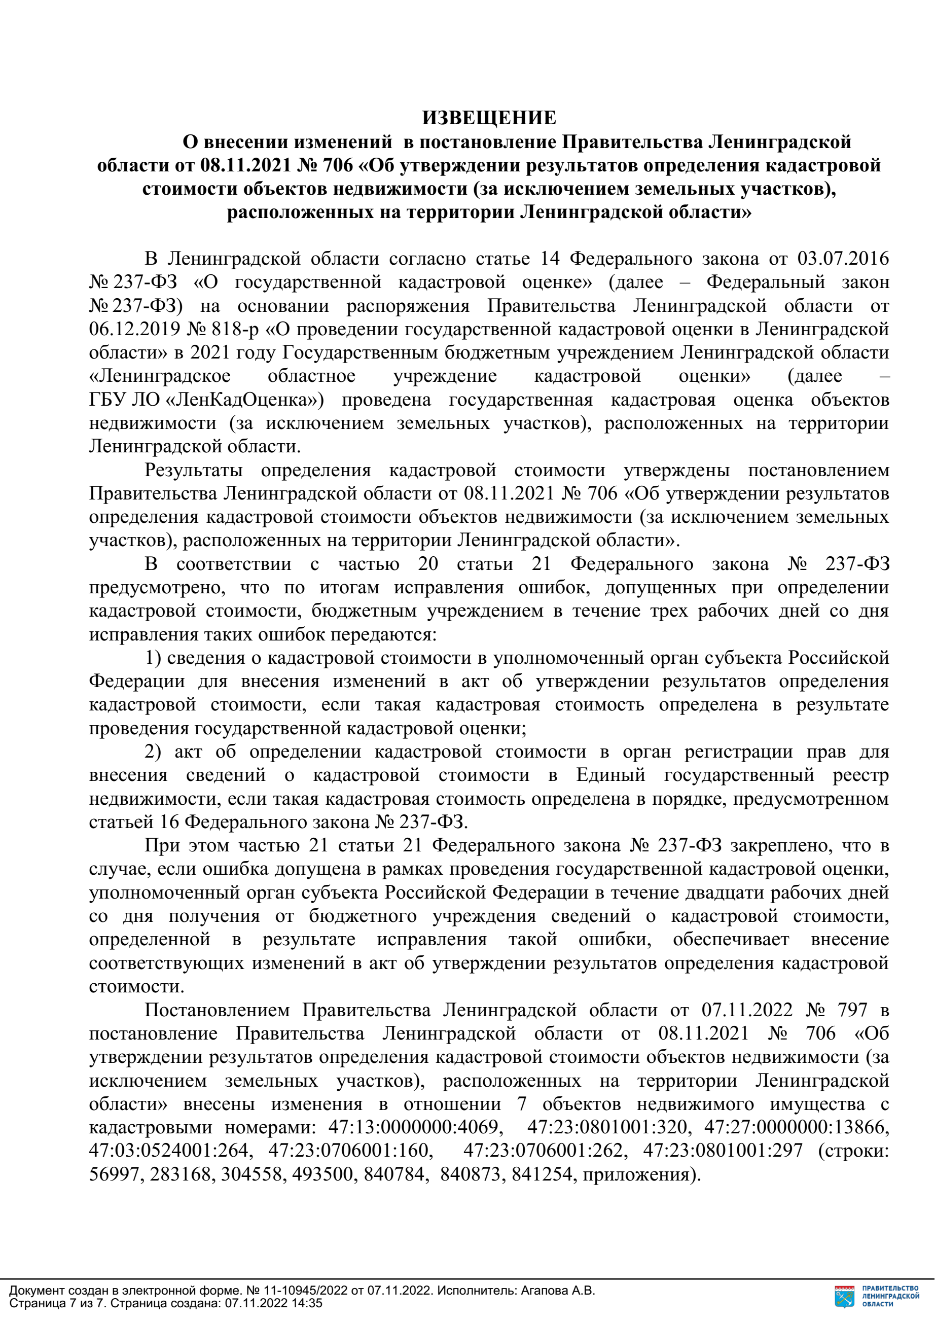 ИЗВЕЩЕНИЕ
О внесении изменений в постановление Правительства Ленинградской
области от 08.11.2021 № 706 «Об утверждении результатов определения кадастровой
стоимости объектов недвижимости (за исключением земельных участков),
расположенных на территории Ленинградской области»
В Ленинградской области согласно статье 14 Федерального закона от 03.07.2016
№ 237-ФЗ «О государственной кадастровой оценке» (далее – Федеральный закон
№ 237-ФЗ) на основании распоряжения Правительства Ленинградской области от
06.12.2019 № 818-р «О проведении государственной кадастровой оценки в Ленинградской
области» в 2021 году Государственным бюджетным учреждением Ленинградской области
«Ленинградское областное учреждение кадастровой оценки» (далее –
ГБУ ЛО «ЛенКадОценка») проведена государственная кадастровая оценка объектов
недвижимости (за исключением земельных участков), расположенных на территории
Ленинградской области.
Результаты определения кадастровой стоимости утверждены постановлением
Правительства Ленинградской области от 08.11.2021 № 706 «Об утверждении результатов
определения кадастровой стоимости объектов недвижимости (за исключением земельных
участков), расположенных на территории Ленинградской области».
В соответствии с частью 20 статьи 21 Федерального закона № 237-ФЗ
предусмотрено, что по итогам исправления ошибок, допущенных при определении
кадастровой стоимости, бюджетным учреждением в течение трех рабочих дней со дня
исправления таких ошибок передаются:
1) сведения о кадастровой стоимости в уполномоченный орган субъекта Российской
Федерации для внесения изменений в акт об утверждении результатов определения
кадастровой стоимости, если такая кадастровая стоимость определена в результате
проведения государственной кадастровой оценки;
2) акт об определении кадастровой стоимости в орган регистрации прав для
внесения сведений о кадастровой стоимости в Единый государственный реестр
недвижимости, если такая кадастровая стоимость определена в порядке, предусмотренном
статьей 16 Федерального закона № 237-ФЗ.
При этом частью 21 статьи 21 Федерального закона № 237-ФЗ закреплено, что в
случае, если ошибка допущена в рамках проведения государственной кадастровой оценки,
уполномоченный орган субъекта Российской Федерации в течение двадцати рабочих дней
со дня получения от бюджетного учреждения сведений о кадастровой стоимости,
определенной в результате исправления такой ошибки, обеспечивает внесение
соответствующих изменений в акт об утверждении результатов определения кадастровой
стоимости.
Постановлением Правительства Ленинградской области от 07.11.2022 № 797 в
постановление Правительства Ленинградской области от 08.11.2021 № 706 «Об
утверждении результатов определения кадастровой стоимости объектов недвижимости (за
исключением земельных участков), расположенных на территории Ленинградской
области» внесены изменения в отношении 7 объектов недвижимого имущества с
кадастровыми номерами: 47:13:0000000:4069, 47:23:0801001:320, 47:27:0000000:13866,
47:03:0524001:264, 47:23:0706001:160, 47:23:0706001:262, 47:23:0801001:297 (строки:
56997, 283168, 304558, 493500, 840784, 840873, 841254, приложения).
Документ создан в электронной форме. № 11-10945/2022 от 07.11.2022. Исполнитель: Агапова А.В.
Страница 7 из 7. Страница создана: 07.11.2022 14:35
ПРАВИТЕЛЬСТВО
ЛЕНИНГРАДСКОЙ
ОБЛАСТИ